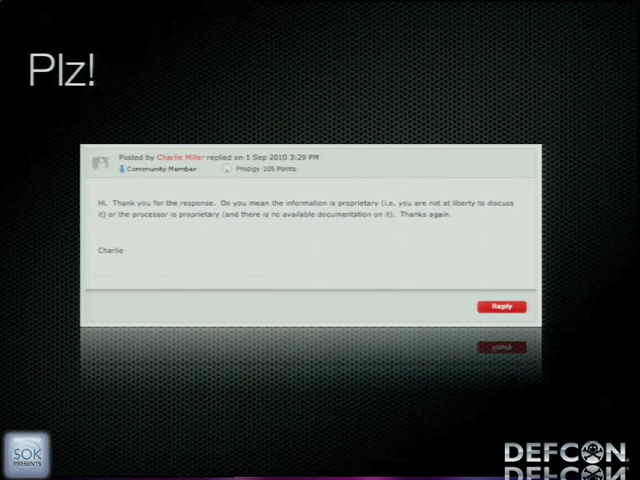 Plz!
Posted by Charlie Miller replied on 1 Sep 2010 3:29 PM
Community Member Prodigy 105 Points
Hi. Thank you for the response. Do you mean the information is proprietary (i.e. you are not at liberty to discuss
it) or the processor is proprietary (and there is no available documentation on it). Thanks again.
Charlie
Reply
SOK
PRESENTS
DEFCON